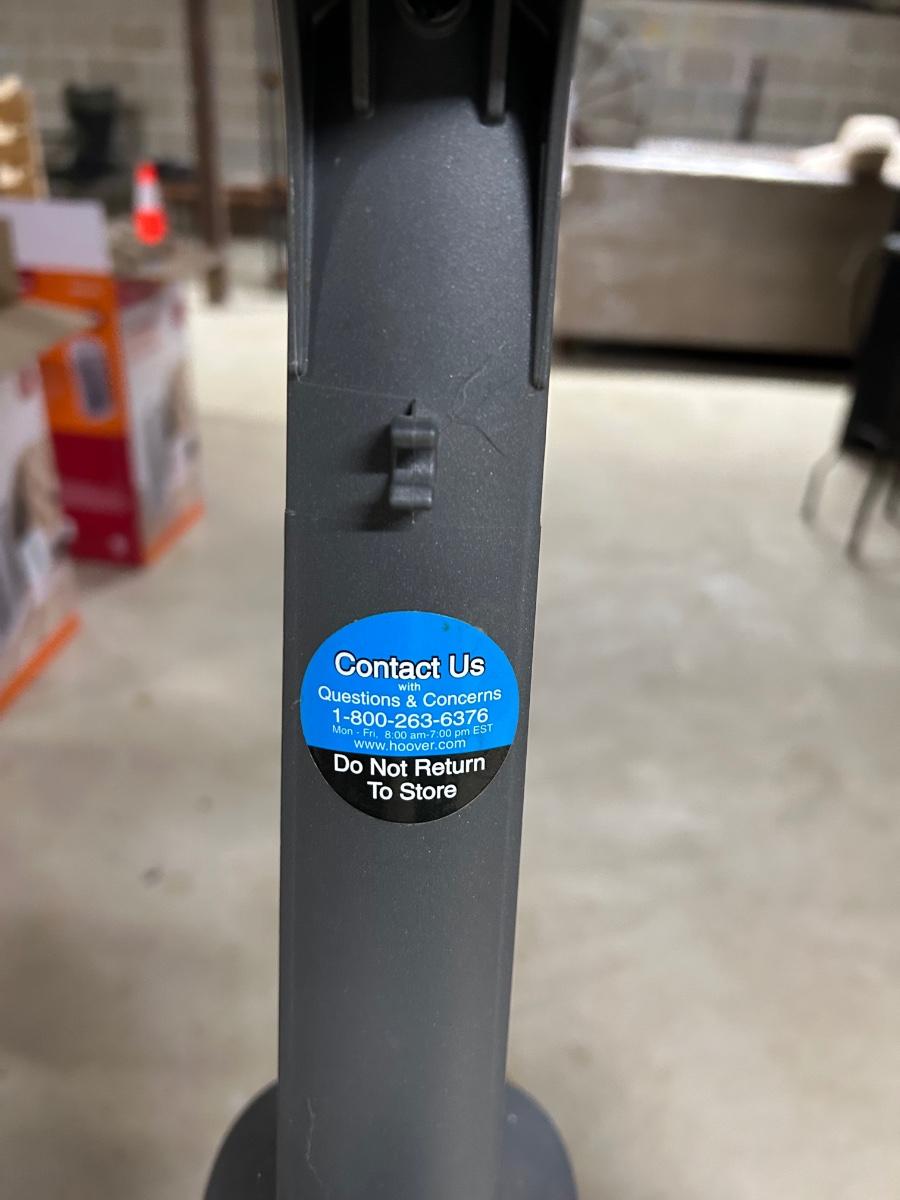 Contact Us
with
Questions & Concerns
1-800-263-6376
Mon - Fri, 8:00 am-7:00 pm EST
www.hoover.com
Do Not Return
To Store